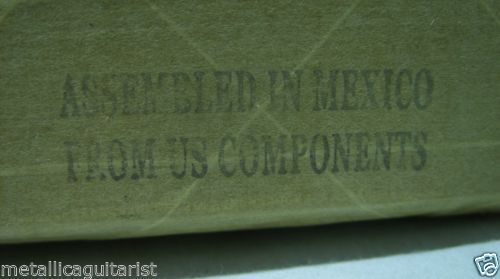 ASSEMBLED IN MEXICO
FROM US COMPONENTS
metallicaguitarist